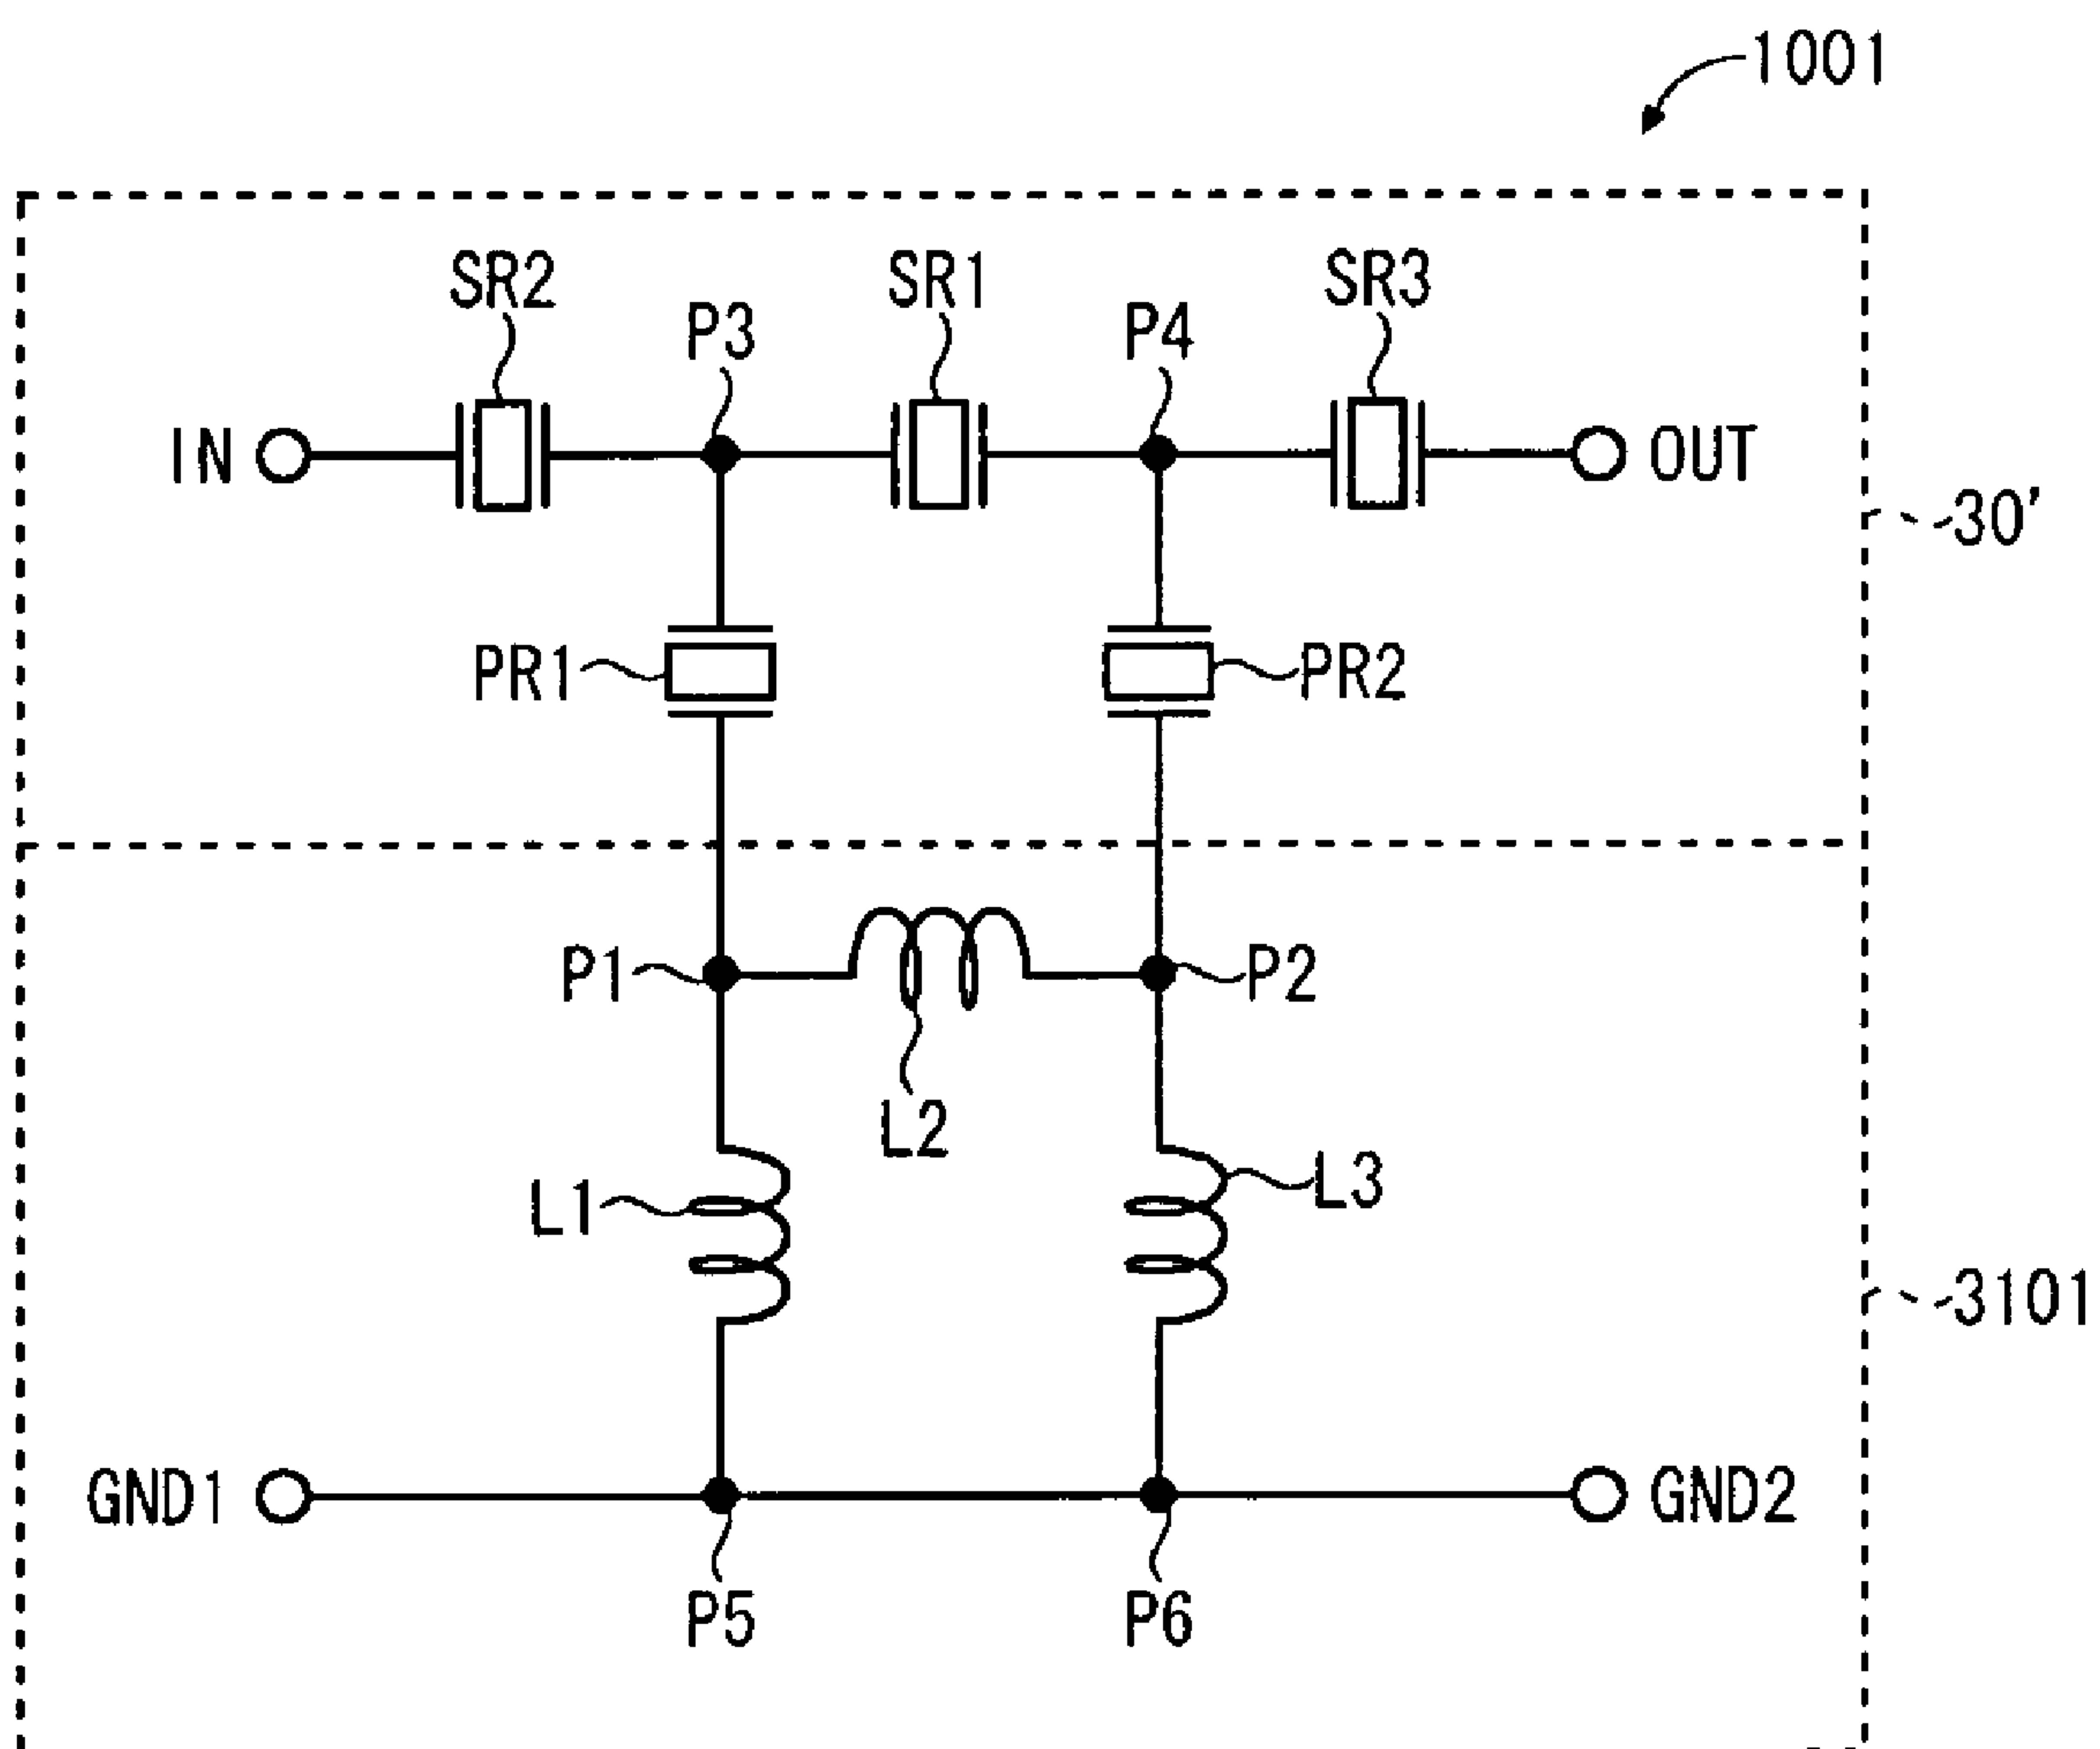 1001
SR2
SR1
SR3
P3
P4
IN
OUT
30'
PR1
PR2
P1
P2
L2
L1
L3
3101
GND1
GND2
P5
P6